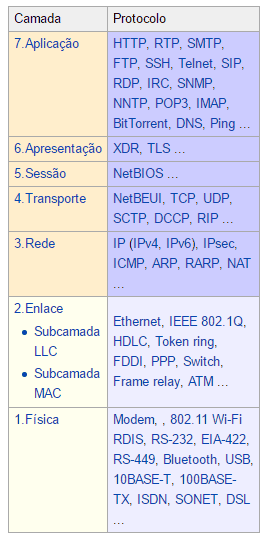 Camada Protocolo
7.Aplicação HTTP, RTP, SMTP,
FTP, SSH, Telnet, SIP,
RDP, IRC, SNMP,
NNTP, POP3, IMAP,
BitTorrent, DNS, Ping ...
6.Apresentação XDR, TLS ...
5.Sessão NetBIOS ...
4.Transporte NetBEUI, TCP, UDP,
SCTP, DCCP, RIP ...
3.Rede IP (IPv4, IPv6), IPsec,
ICMP, ARP, RARP, NAT
...
2.Enlace
Subcamada
LLC
Subcamada
MAC
Ethernet, IEEE 802.1Q,
HDLC, Token ring,
FDDI, PPP, Switch,
Frame relay, ATM ...
1.Física Modem, , 802.11 Wi-Fi
RDIS, RS-232, EIA-422,
RS-449, Bluetooth, USB,
10BASE-T, 100BASE-
TX, ISDN, SONET, DSL
...